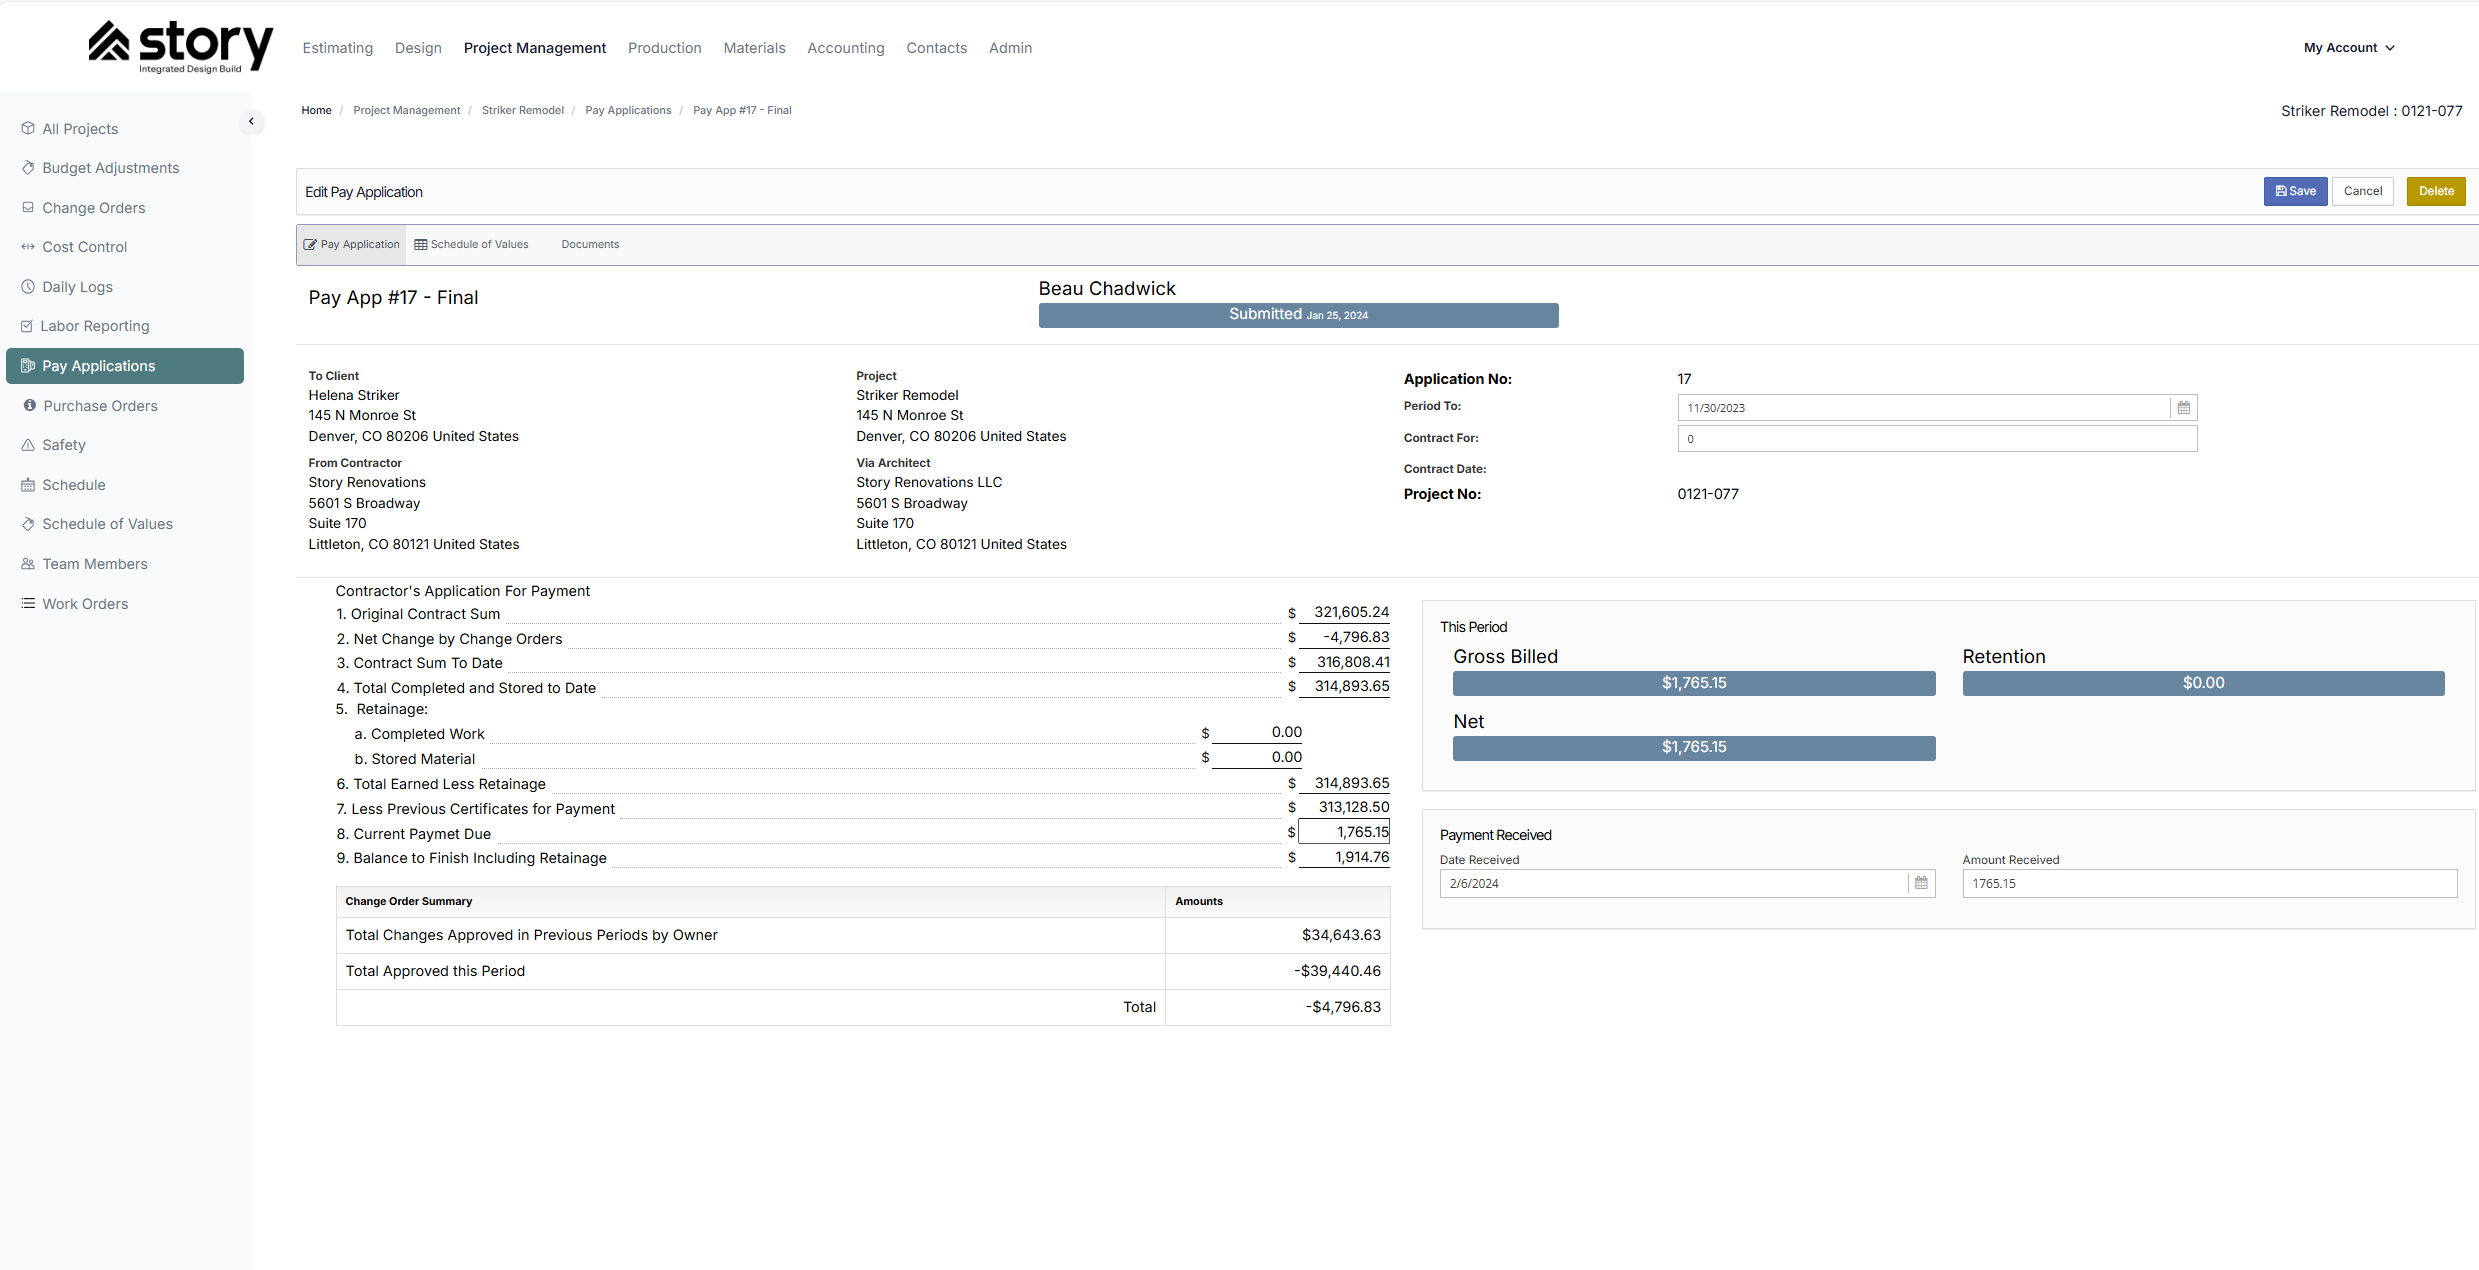 story
Integrated Design Build
Estimating Design Project Management Production Materials Accounting Contacts Admin
My Account
Home / Project Management / Striker Remodel / Pay Applications / Pay App #17 - Final
Striker Remodel : 0121-077
All Projects
Budget Adjustments
Change Orders
Cost Control
Daily Logs
Labor Reporting
Pay Applications
Purchase Orders
Safety
Schedule
Schedule of Values
Team Members
Work Orders
Edit Pay Application
Save Cancel Delete
Pay Application Schedule of Values Documents
Pay App #17 - Final
Beau Chadwick
Submitted Jan 25, 2024
To Client
Helena Striker
145 N Monroe St
Denver, CO 80206 United States
From Contractor
Story Renovations
5601 S Broadway
Suite 170
Littleton, CO 80121 United States
Project
Striker Remodel
145 N Monroe St
Denver, CO 80206 United States
Via Architect
Story Renovations LLC
5601 S Broadway
Suite 170
Littleton, CO 80121 United States
Application No: 17
Period To: 11/30/2023
Contract For: 0
Contract Date:
Project No: 0121-077
Contractor's Application For Payment
1. Original Contract Sum $ 321,605.24
2. Net Change by Change Orders $ -4,796.83
3. Contract Sum To Date $ 316,808.41
4. Total Completed and Stored to Date $ 314,893.65
5. Retainage:
a. Completed Work $ 0.00
b. Stored Material $ 0.00
6. Total Earned Less Retainage $ 314,893.65
7. Less Previous Certificates for Payment $ 313,128.50
8. Current Paymet Due $ 1,765.15
9. Balance to Finish Including Retainage $ 1,914.76
Change Order Summary Amounts
Total Changes Approved in Previous Periods by Owner $34,643.63
Total Approved this Period -$39,440.46
Total -$4,796.83
This Period
Gross Billed Retention
$1,765.15 $0.00
Net
$1,765.15
Payment Received
Date Received Amount Received
2/6/2024 1765.15